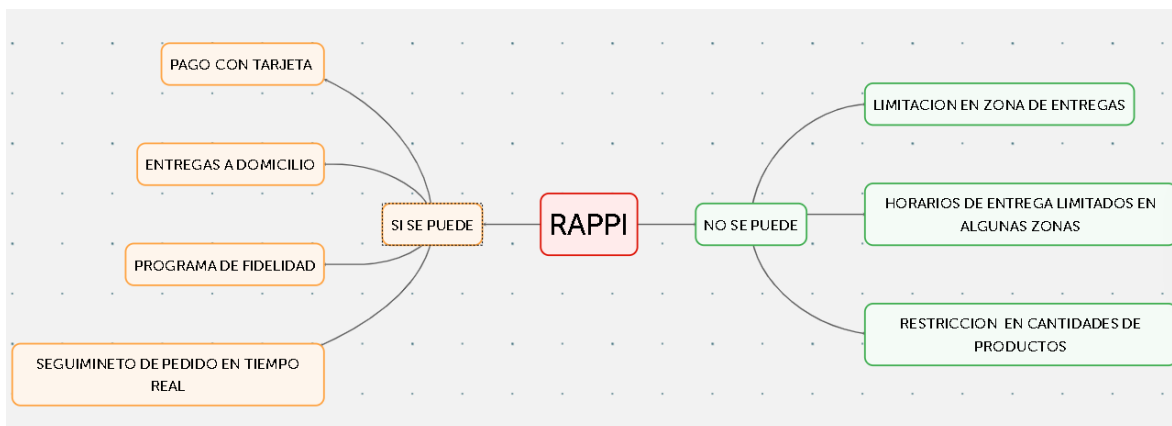 PAGO CON TARJETA
ENTREGAS A DOMICILIO
PROGRAMA DE FIDELIDAD
SEGUIMINETO DE PEDIDO EN TIEMPO
REAL
SI SE PUEDE
RAPPI
NO SE PUEDE
LIMITACION EN ZONA DE ENTREGAS
HORARIOS DE ENTREGA LIMITADOS EN
ALGUNAS ZONAS
RESTRICCION EN CANTIDADES DE
PRODUCTOS